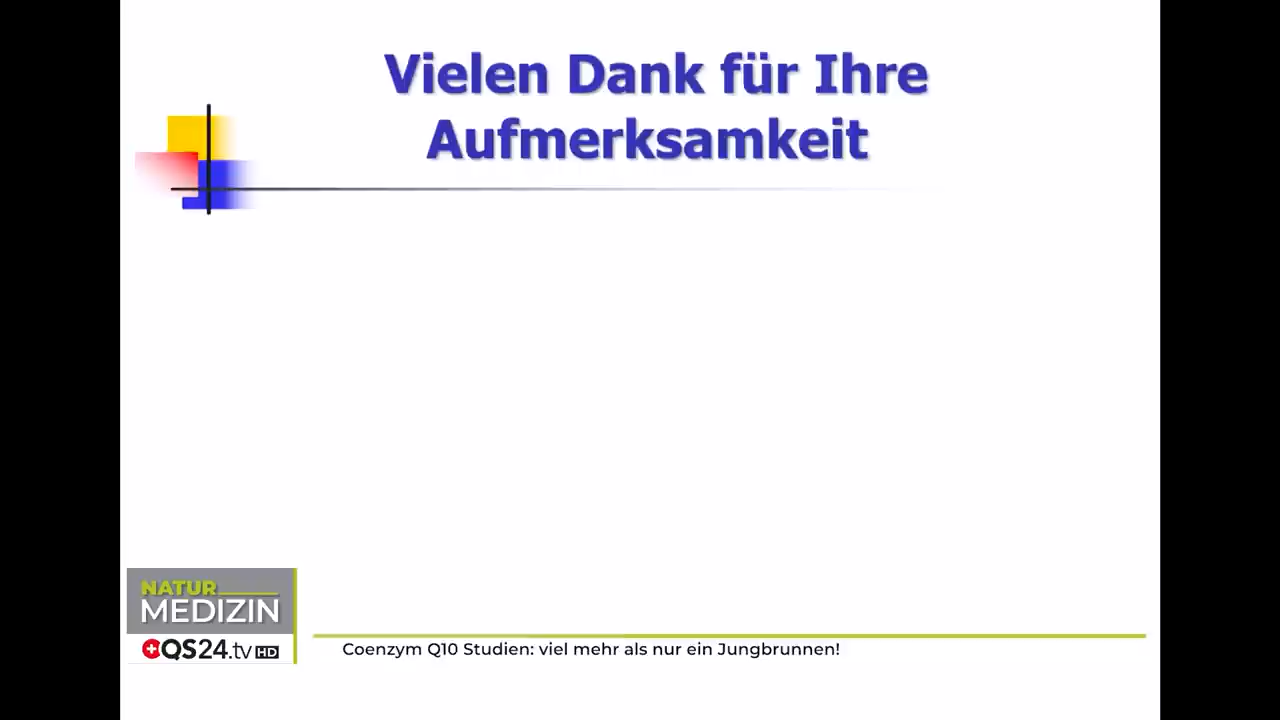 Vielen Dank für Ihre
Aufmerksamkeit
NATUR
MEDIZIN
QS24.tv HD
Coenzym Q10 Studien: viel mehr als nur ein Jungbrunnen!